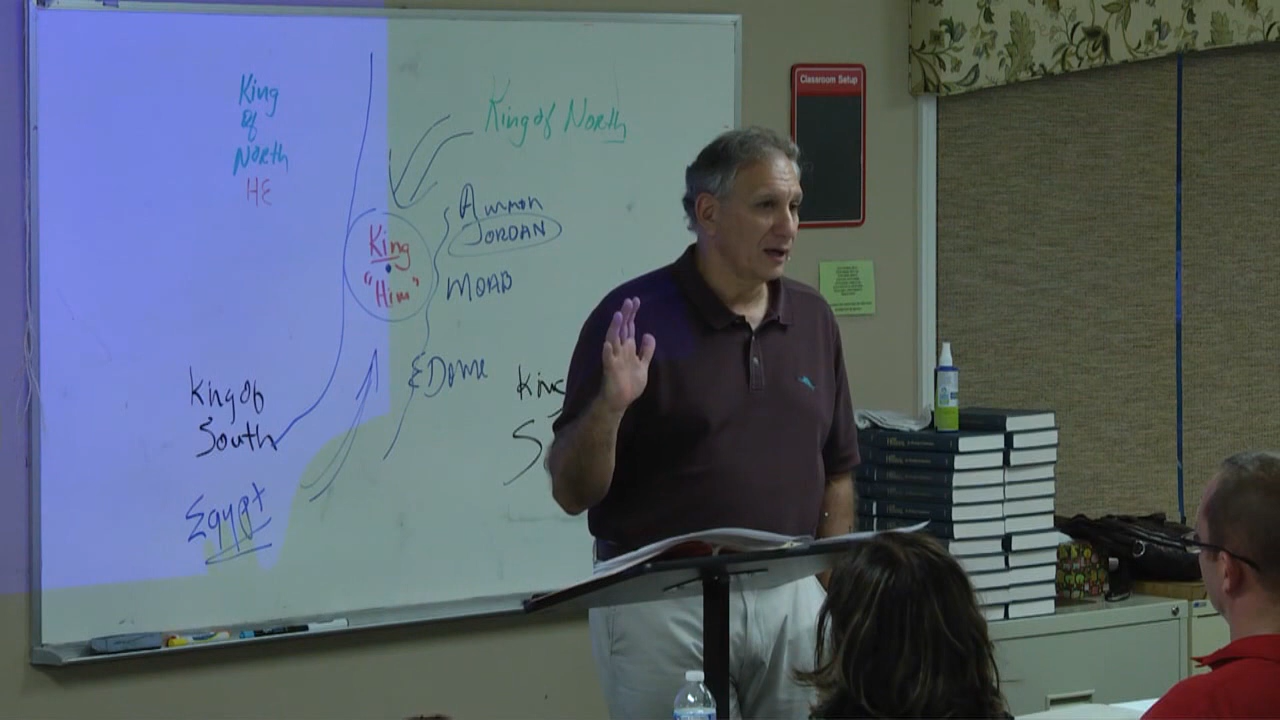 King
of
North
HE
King of North
Ammon
JORDAN
King
"Him"
MOAB
Edome
King of
South
King
S
Egypt
Classroom Setup